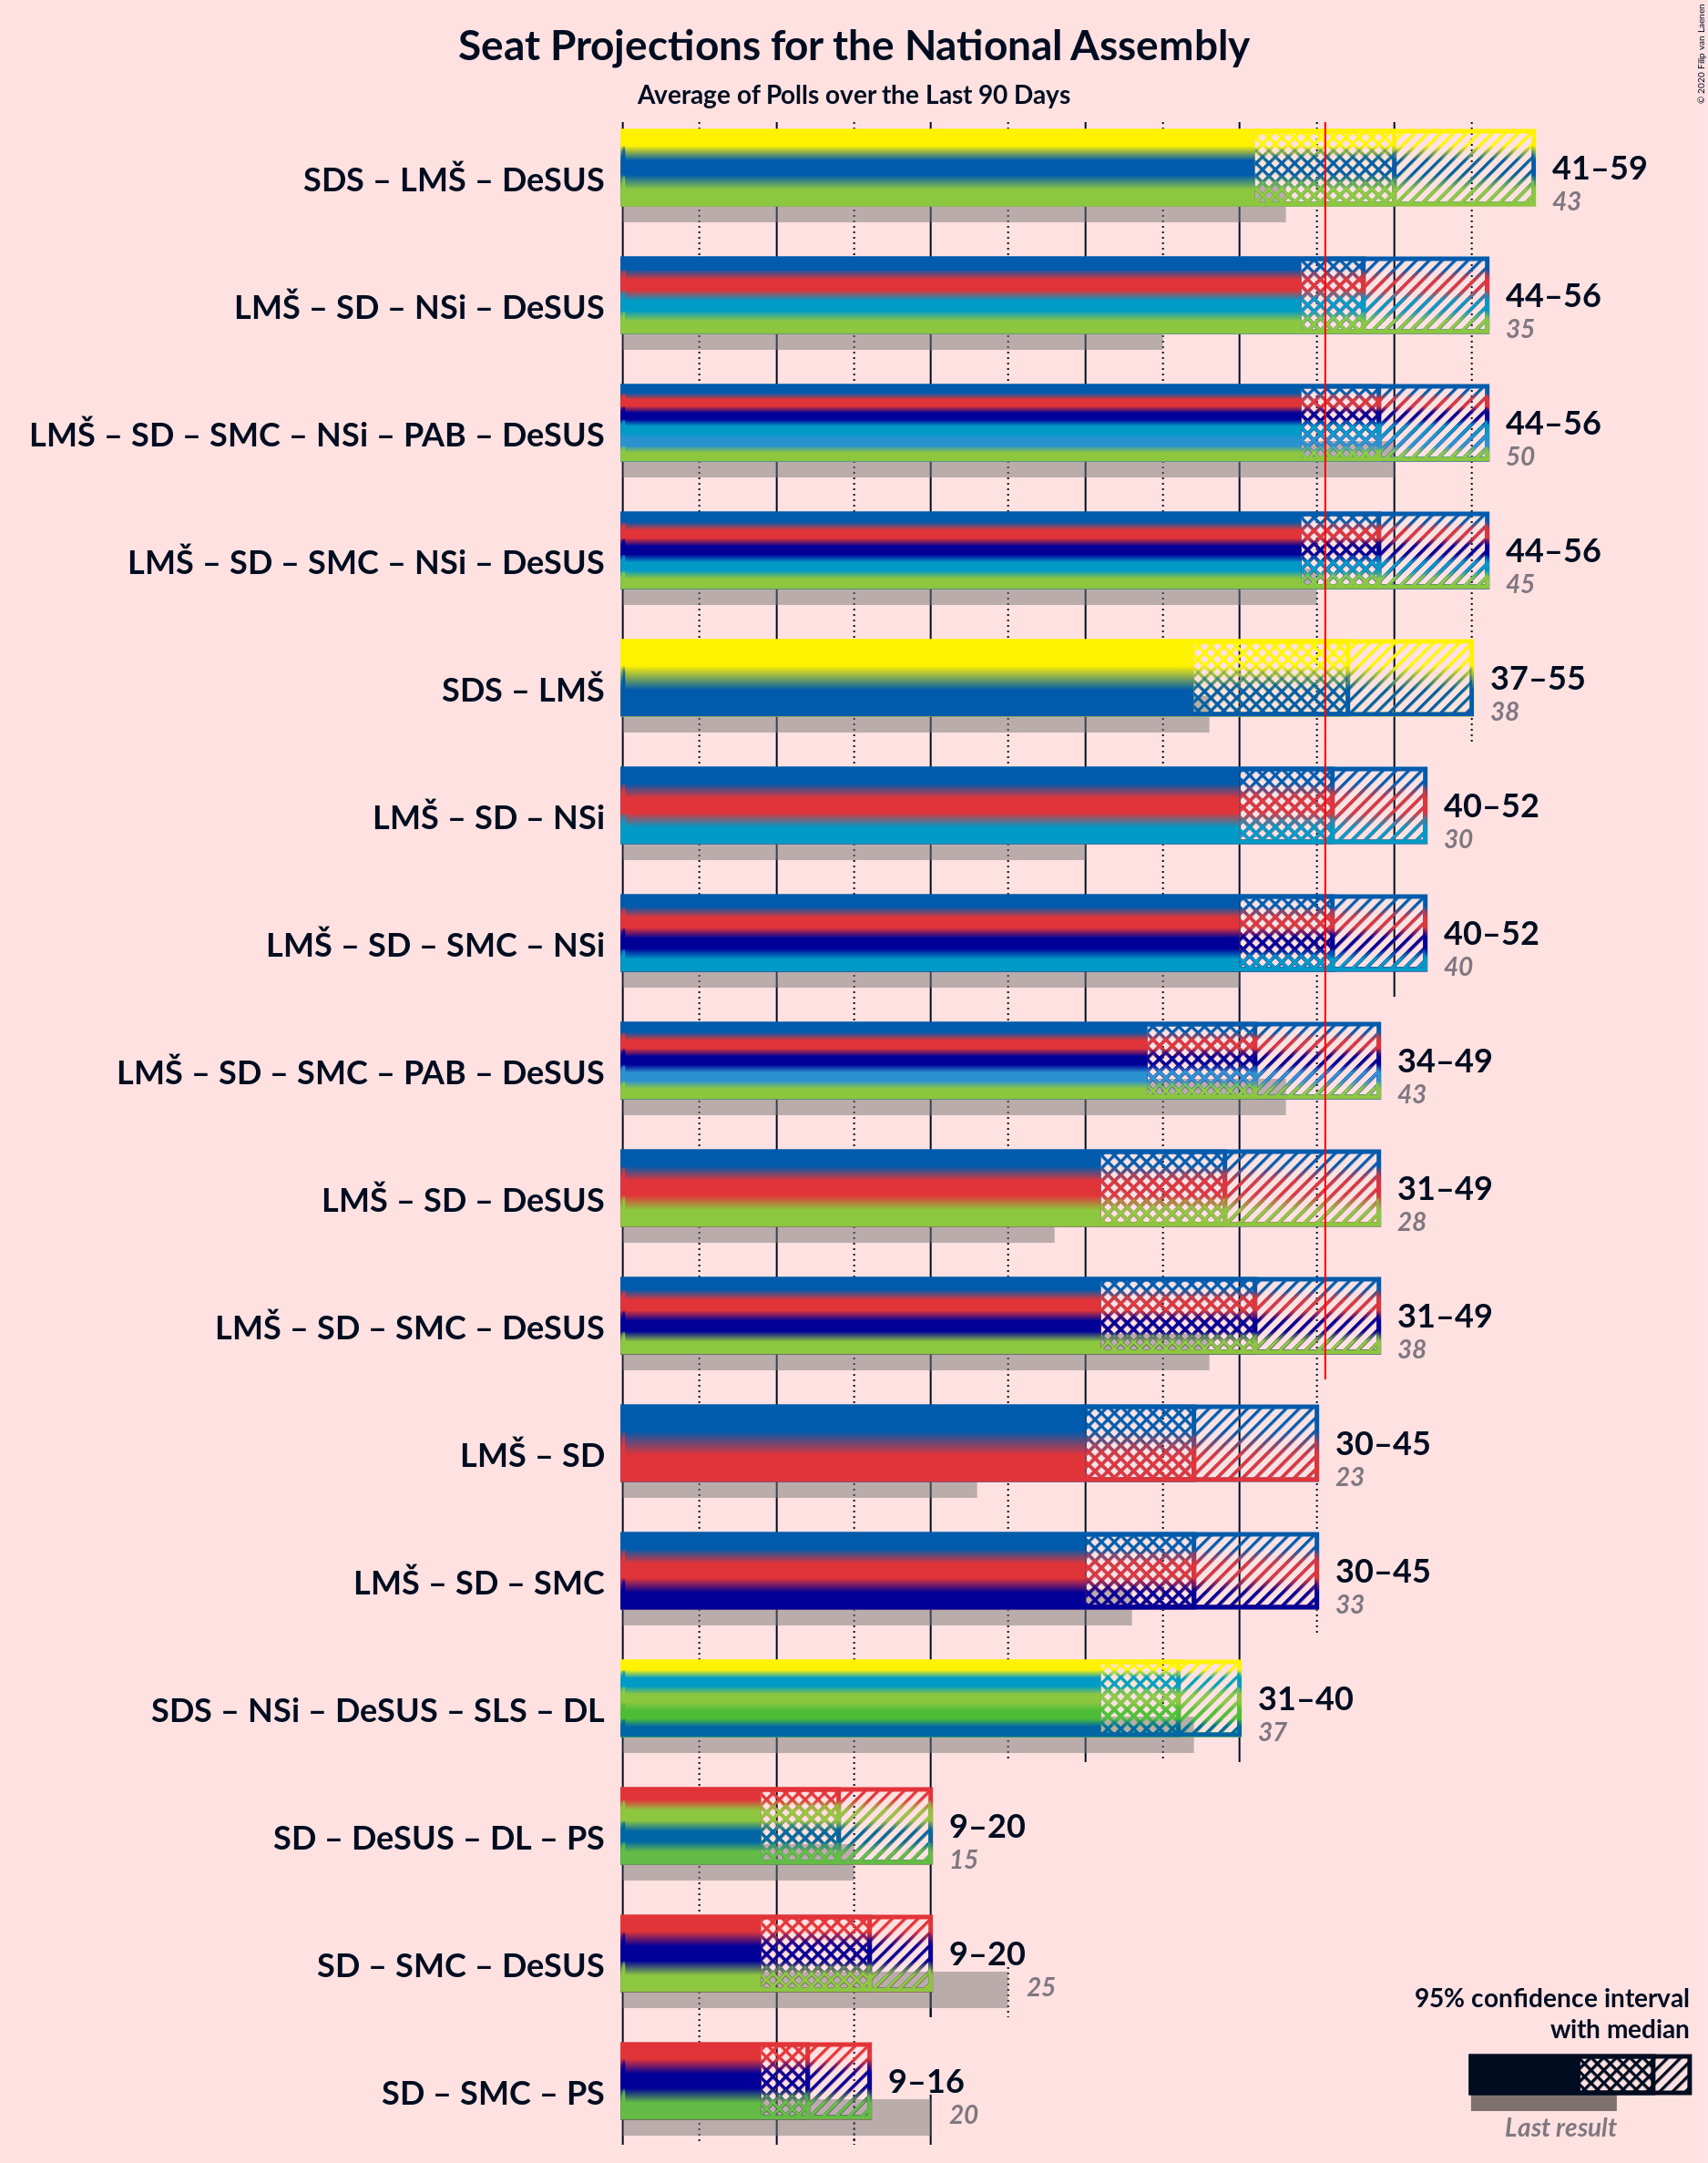 Seat Projections for the National Assembly
Average of Polls over the Last 90 Days
© 2020 Filip van Laenen
SDS – LMŠ – DeSUS
41–59
43
LMŠ – SD – NSi – DeSUS
44–56
35
LMŠ – SD – SMC – NSi – PAB – DeSUS
44–56
50
LMŠ – SD – SMC – NSi – DeSUS
44–56
45
SDS – LMŠ
37–55
38
LMŠ – SD – NSi
40–52
30
LMŠ – SD – SMC – NSi
40–52
40
LMŠ – SD – SMC – PAB – DeSUS
34–49
43
LMŠ – SD – DeSUS
31–49
28
LMŠ – SD – SMC – DeSUS
31–49
38
LMŠ – SD
30–45
23
LMŠ – SD – SMC
30–45
33
SDS – NSi – DeSUS – SLS – DL
31–40
37
SD – DeSUS – DL – PS
9–20
15
SD – SMC – DeSUS
9–20
25
SD – SMC – PS
9–16
20
95% confidence interval
with median
Last result